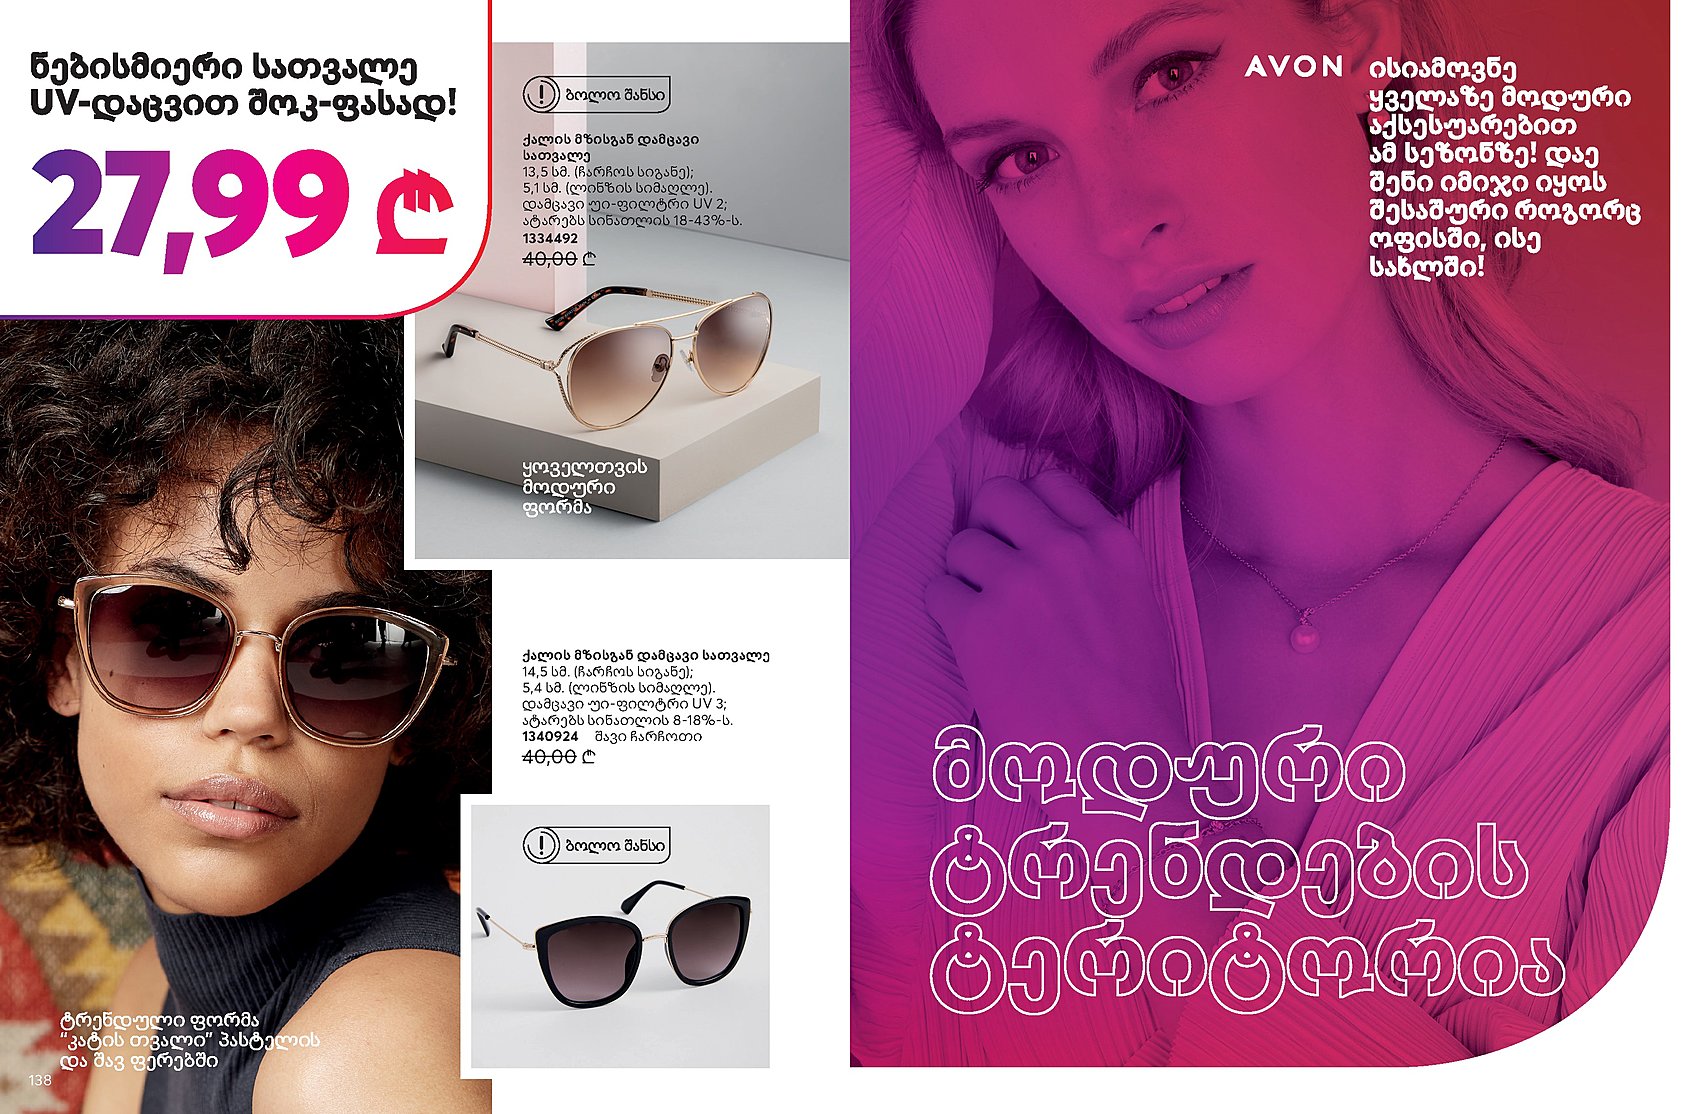 ნებისმიერი სათვალე
UV-დაცვით შოკ-ფასად!
27,99 ₾
ბოლო შანსი
ქალის მზისგან დამცავი
სათვალე
13,5 სმ. (ჩარჩოს სიგანე);
5,1 სმ. (ლინზის სიმაღლე).
დამცავი უი-ფილტრი UV 2;
ატარებს სინათლის 18-43%-ს.
1334492
40,00 ₾
ყოველთვის
მოდური
ფორმა
ქალის მზისგან დამცავი სათვალე
14,5 სმ. (ჩარჩოს სიგანე);
5,4 სმ. (ლინზის სიმაღლე).
დამცავი უი-ფილტრი UV 3;
ატარებს სინათლის 8-18%-ს.
1340924 შავი ჩარჩოთი
40,00 ₾
ბოლო შანსი
ტრენდული ფორმა
“კატის თვალი” პასტელის
და შავ ფერებში
138
AVON
ისიამოვნე
ყველაზე მოდური
აქსესუარებით
ამ სეზონზე! დაე
შენი იმიჯი იყოს
შესაშური როგორც
ოფისში, ისე
სახლში!
მოდური
ტრენდების
ტერიტორია